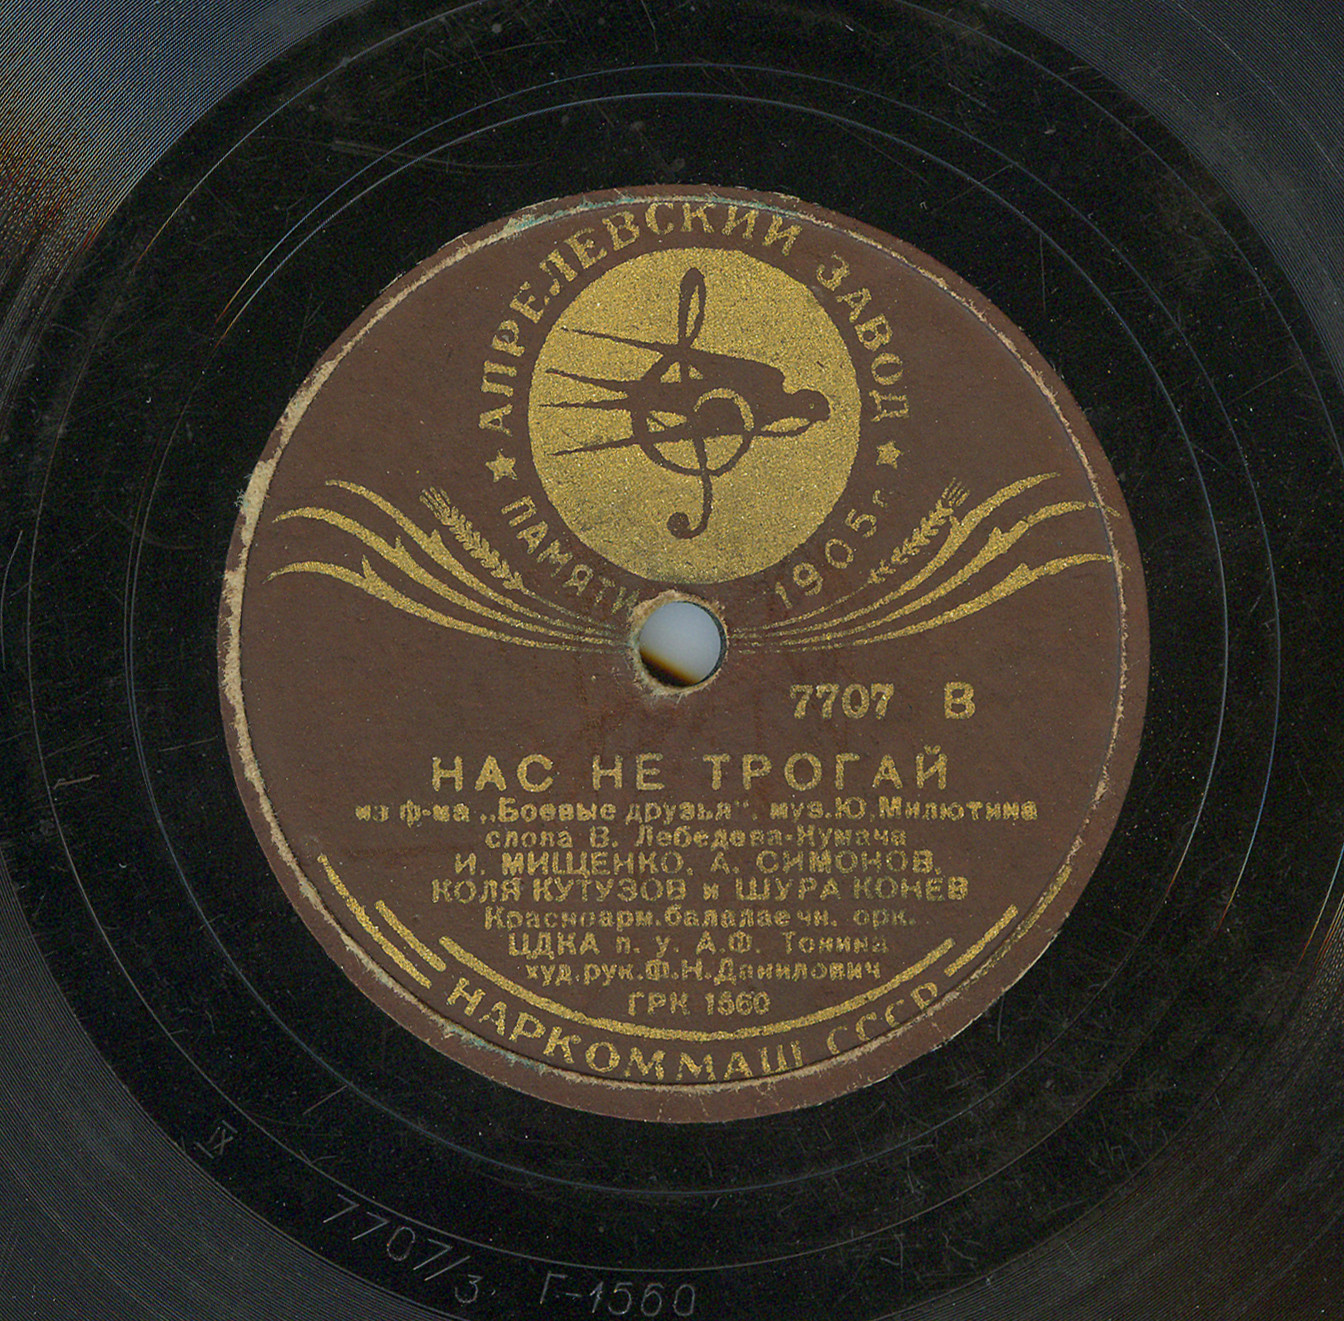 АПРЕЛЕВСКИЙ ЗАВОД
ПАМЯТИ 1905 г.
7707 В
НАС НЕ ТРОГАЙ
из ф-ма „Боевые друзья“, муз. Ю. Милютина
слова В. Лебедева-Кумача
И. МИЩЕНКО, А. СИМОНОВ,
КОЛЯ КУТУЗОВ и ШУРА КОНЕВ
Красноарм. балалаечн. орк.
ЦДКА п. у. А.Ф. Тонина
худ. рук. Ф.Н. Данилович
ГРК 1560
НАРКОММАШ СССР
IX 7707/3 Г-1560